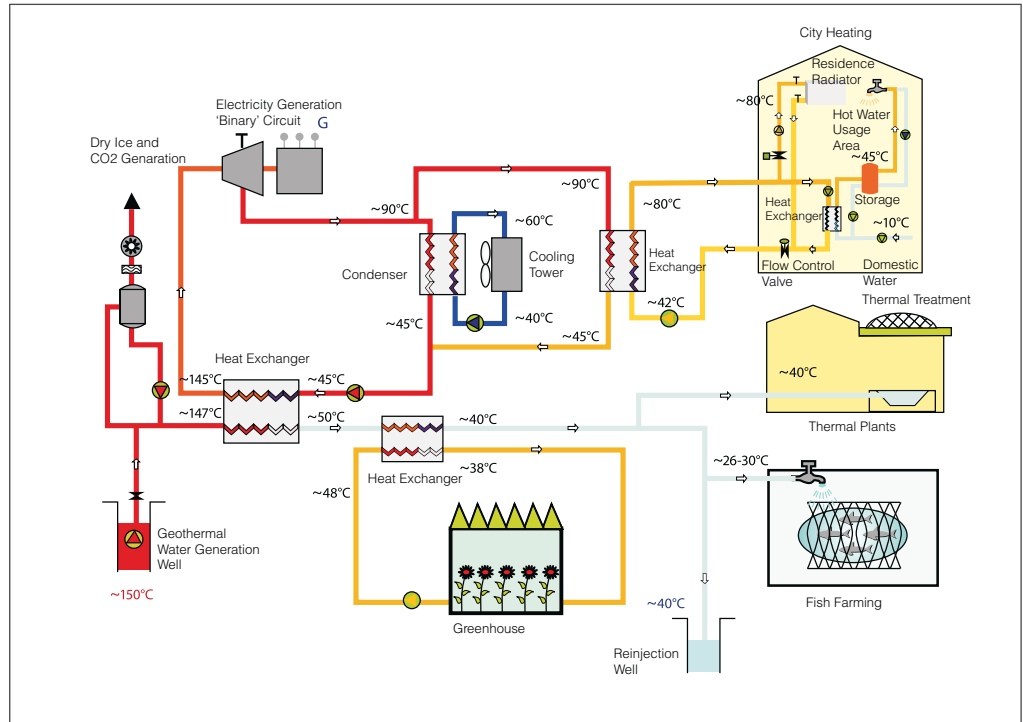 City Heating
Residence
Radiator
~80°C
Hot Water
Usage
Area
~45°C
Storage
Heat
Exchanger
~10°C
Flow Control
Valve
Domestic
Water
Electricity Generation
‘Binary’ Circuit
G
Dry Ice and
CO2 Genaration
~90°C
~90°C
~80°C
~60°C
Condenser
Cooling
Tower
Heat
Exchanger
~40°C
~42°C
~45°C
~45°C
Heat Exchanger
~145°C
~45°C
~147°C
~50°C
~40°C
Heat Exchanger
~38°C
~48°C
Greenhouse
Geothermal
Water Generation
Well
~150°C
Thermal Treatment
~40°C
Thermal Plants
~26-30°C
Fish Farming
~40°C
Reinjection
Well